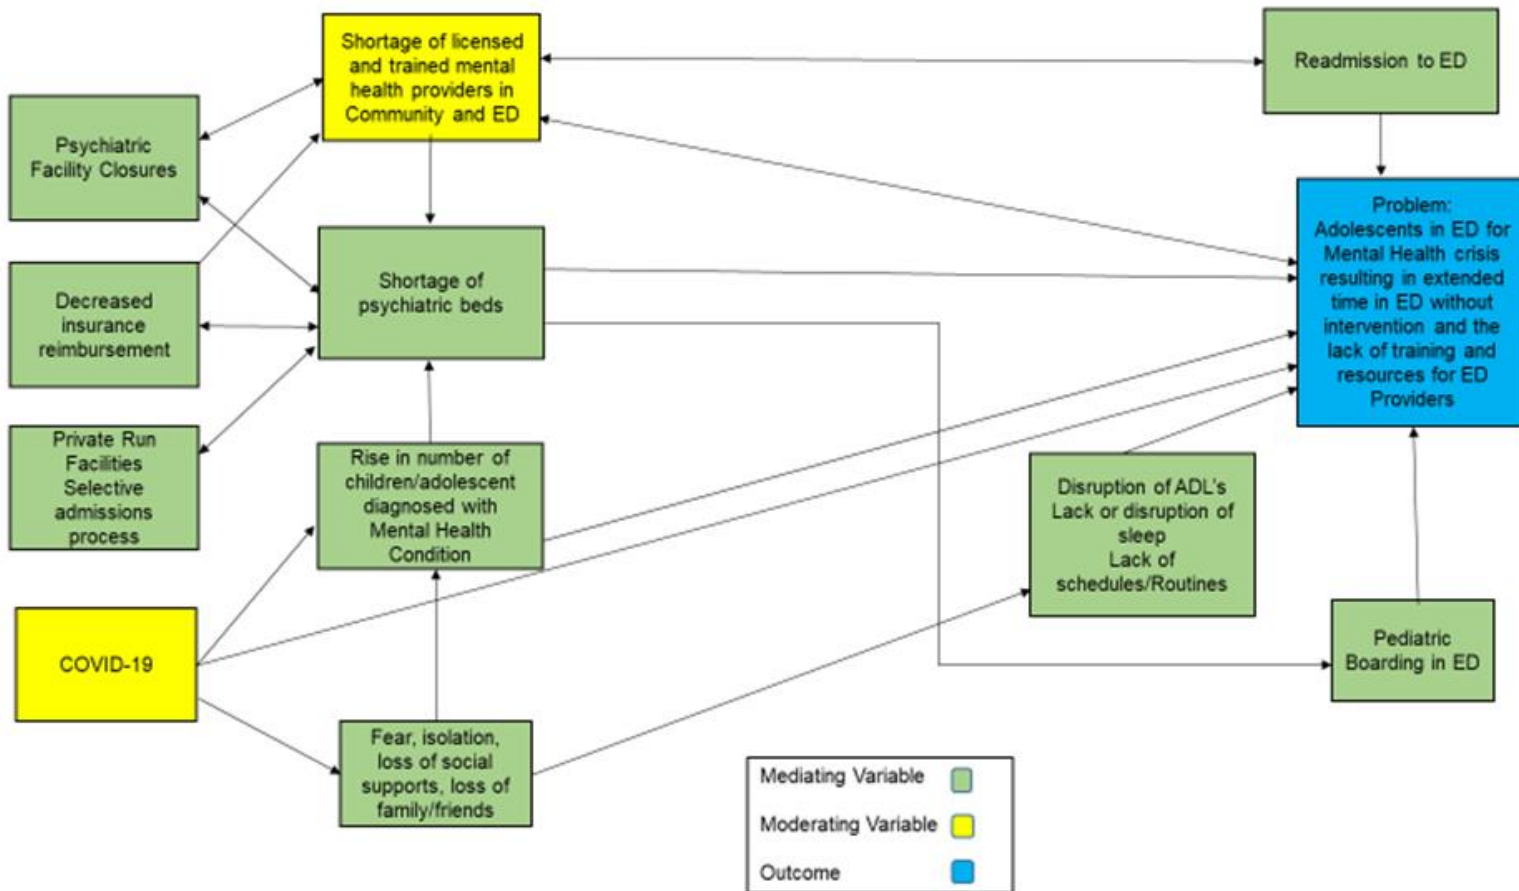 Shortage of licensed
and trained mental
health providers in
Community and ED
Readmission to ED
Psychiatric
Facility Closures
Problem:
Adolescents in ED for
Mental Health crisis
resulting in extended
time in ED without
intervention and the
lack of training and
resources for ED
Providers
Decreased
insurance
reimbursement
Shortage of
psychiatric beds
Private Run
Facilities
Selective
admissions
process
Rise in number of
children/adolescent
diagnosed with
Mental Health
Condition
Disruption of ADL's
Lack or disruption of
sleep
Lack of
schedules/Routines
COVID-19
Pediatric
Boarding in ED
Fear, isolation,
loss of social
supports, loss of
family/friends
Mediating Variable
Moderating Variable
Outcome